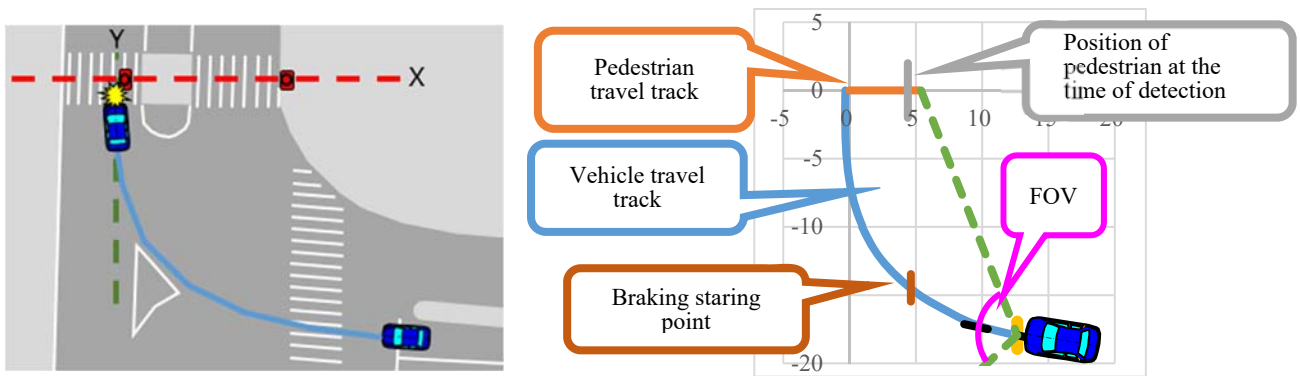 Y
X
Pedestrian
travel track
Vehicle travel
track
Braking staring
point
Position of
pedestrian at the
time of detection
FOV
5
0
-5
-10
-20
-5
0
5
10
15
20